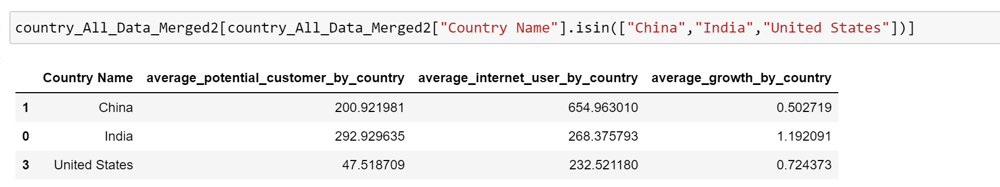 country_All_Data_Merged2[country_All_Data_Merged2["Country Name"].isin(["China","India","United States"])]
Country Name average_potential_customer_by_country average_internet_user_by_country average_growth_by_country
1 China 200.921981 654.963010 0.502719
0 India 292.929635 268.375793 1.192091
3 United States 47.518709 232.521180 0.724373